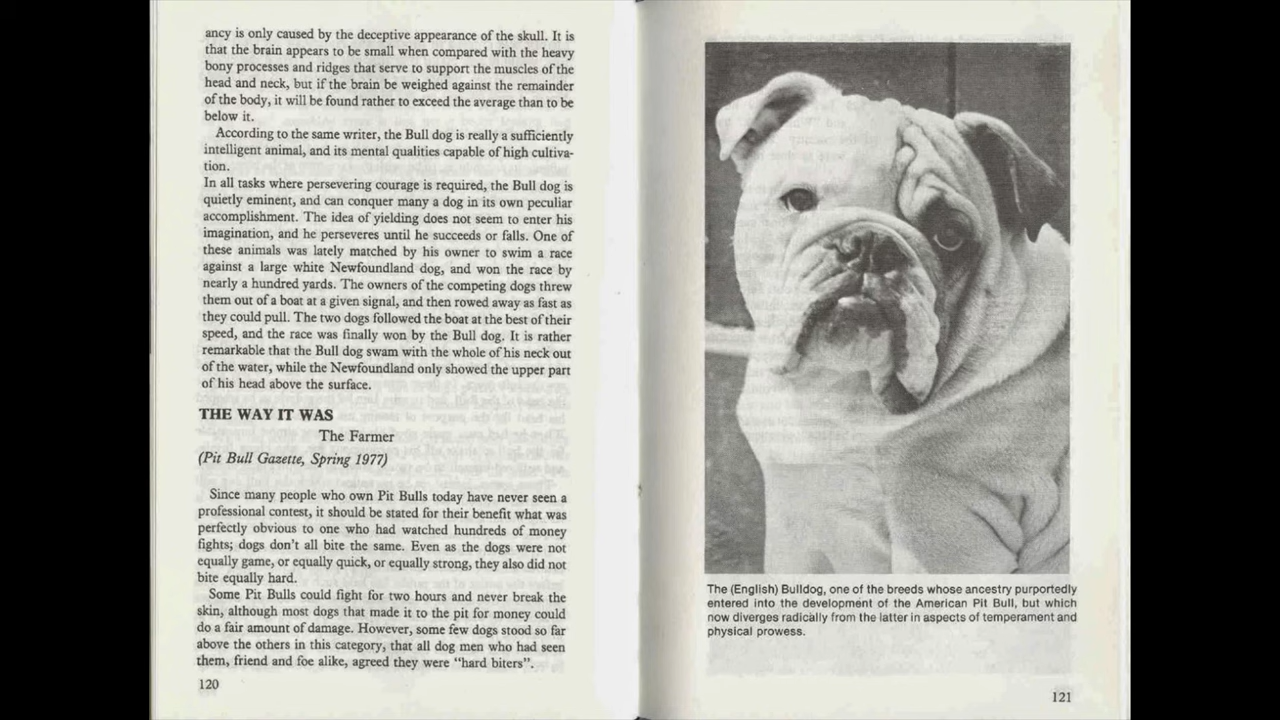 ancy is only caused by the deceptive appearance of the skull. It is
that the brain appears to be small when compared with the heavy
bony processes and ridges that serve to support the muscles of the
head and neck, but if the brain be weighed against the remainder
of the body, it will be found rather to exceed the average than to be
below it.
According to the same writer, the Bull dog is really a sufficiently
intelligent animal, and its mental qualities capable of high cultiva-
tion.
In all tasks where persevering courage is required, the Bull dog is
quietly eminent, and can conquer many a dog in its own peculiar
accomplishment. The idea of yielding does not seem to enter his
imagination, and he perseveres until he succeeds or falls. One of
these animals was lately matched by his owner to swim a race
against a large white Newfoundland dog, and won the race by
nearly a hundred yards. The owners of the competing dogs threw
them out of a boat at a given signal, and then rowed away as fast as
they could pull. The two dogs followed the boat at the best of their
speed, and the race was finally won by the Bull dog. It is rather
remarkable that the Bull dog swam with the whole of his neck out
of the water, while the Newfoundland only showed the upper part
of his head above the surface.
THE WAY IT WAS
The Farmer
(Pit Bull Gazette, Spring 1977)
Since many people who own Pit Bulls today have never seen a
professional contest, it should be stated for their benefit what was
perfectly obvious to one who had watched hundreds of money
fights; dogs don't all bite the same. Even as the dogs were not
equally game, or equally quick, or equally strong, they also did not
bite equally hard.
Some Pit Bulls could fight for two hours and never break the
skin, although most dogs that made it to the pit for money could
do a fair amount of damage. However, some few dogs stood so far
above the others in this category, that all dog men who had seen
them, friend and foe alike, agreed they were "hard biters".
120
The (English) Bulldog, one of the breeds whose ancestry purportedly
entered into the development of the American Pit Bull, but which
now diverges radically from the latter in aspects of temperament and
physical prowess.
121